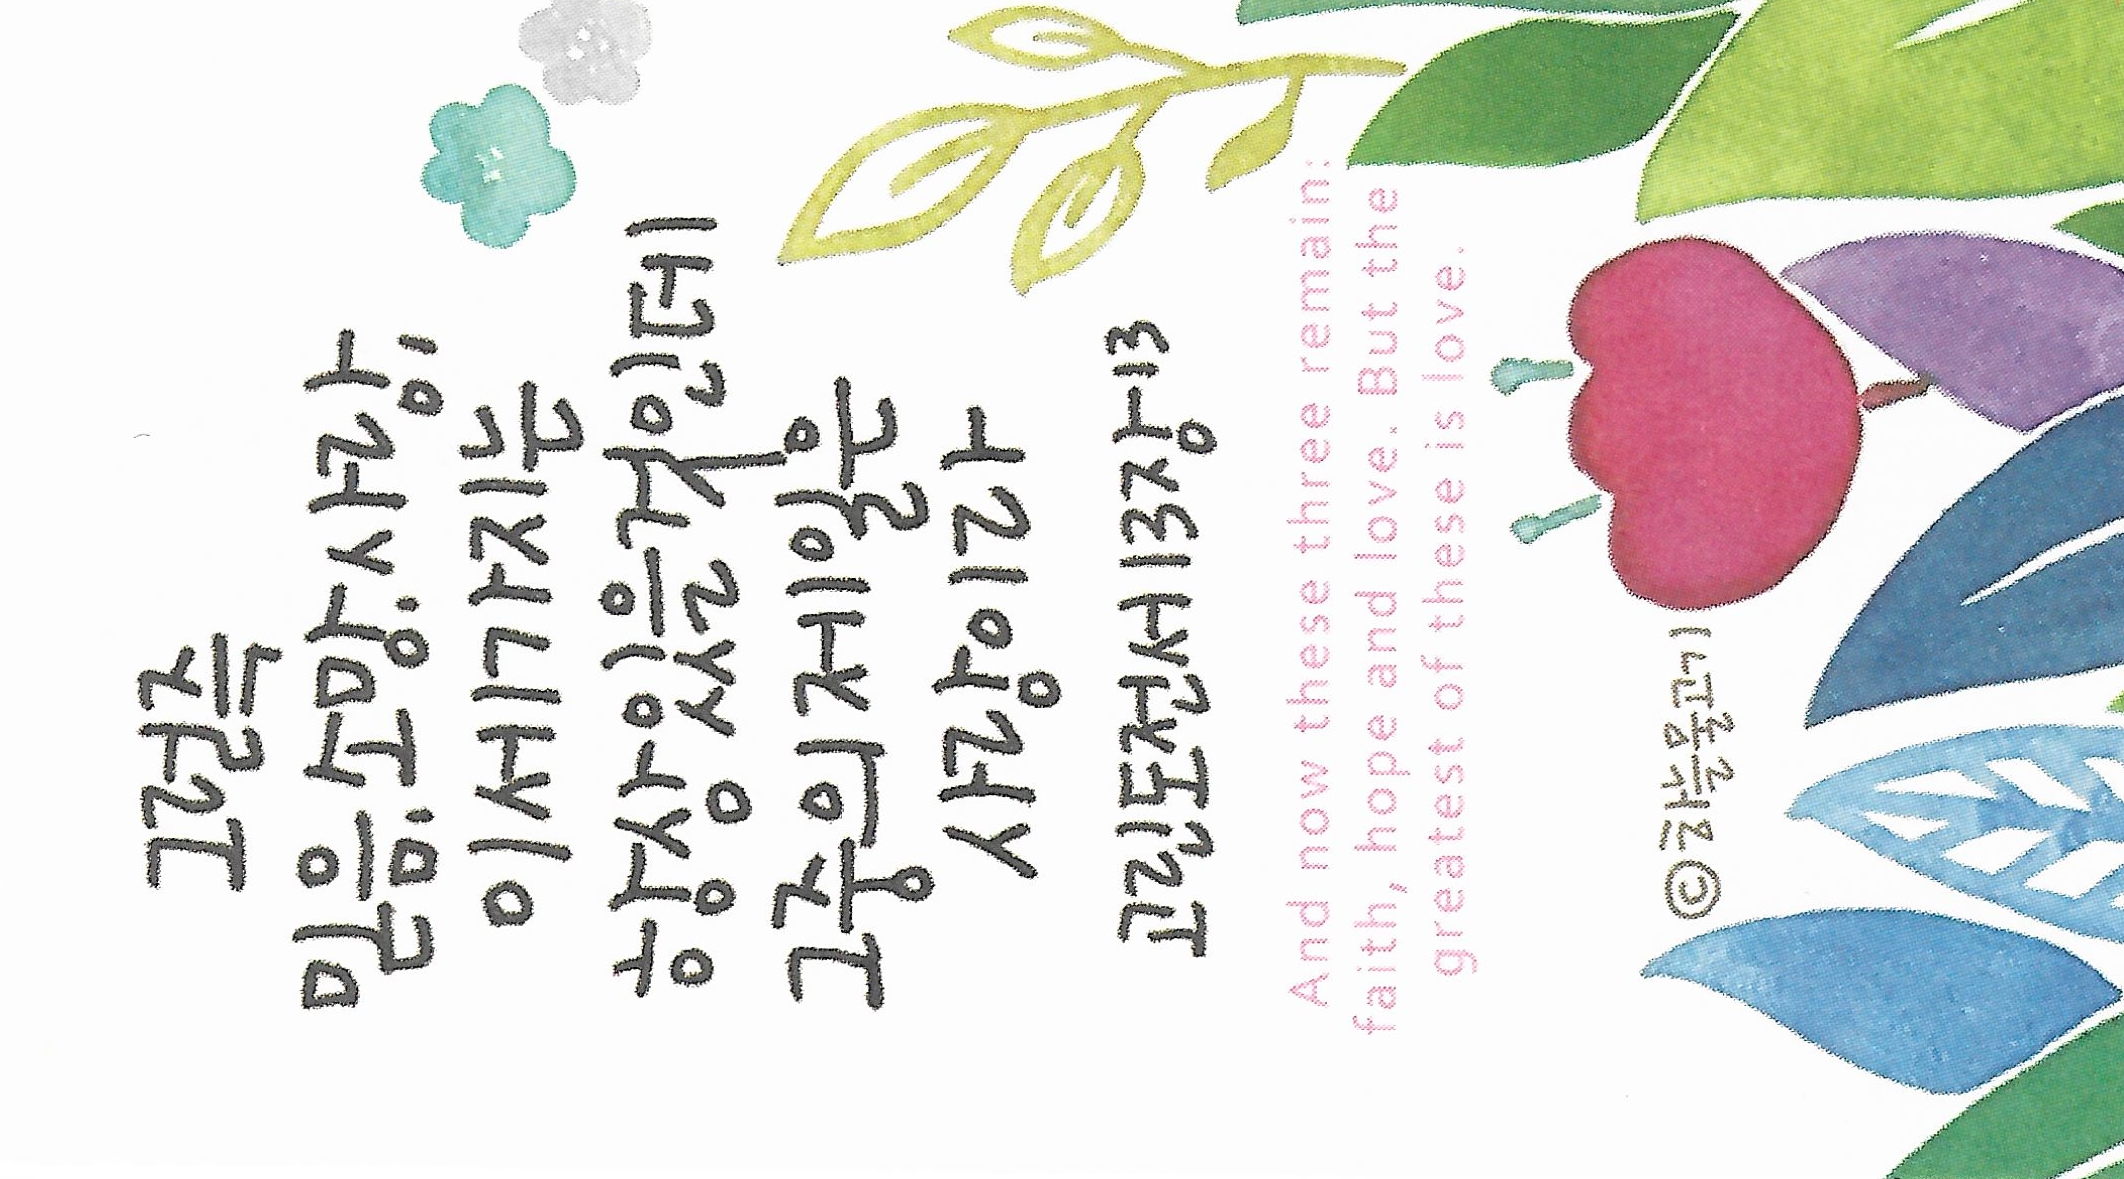 그런즉
믿음,소망,사랑,
이 세가지는
항상 있을것인데
그중의 제일은
사랑이라
고린도전서 13장 13
And now these three remain:
faith, hope and love. But the
greatest of these is love.
© 하늘물고기